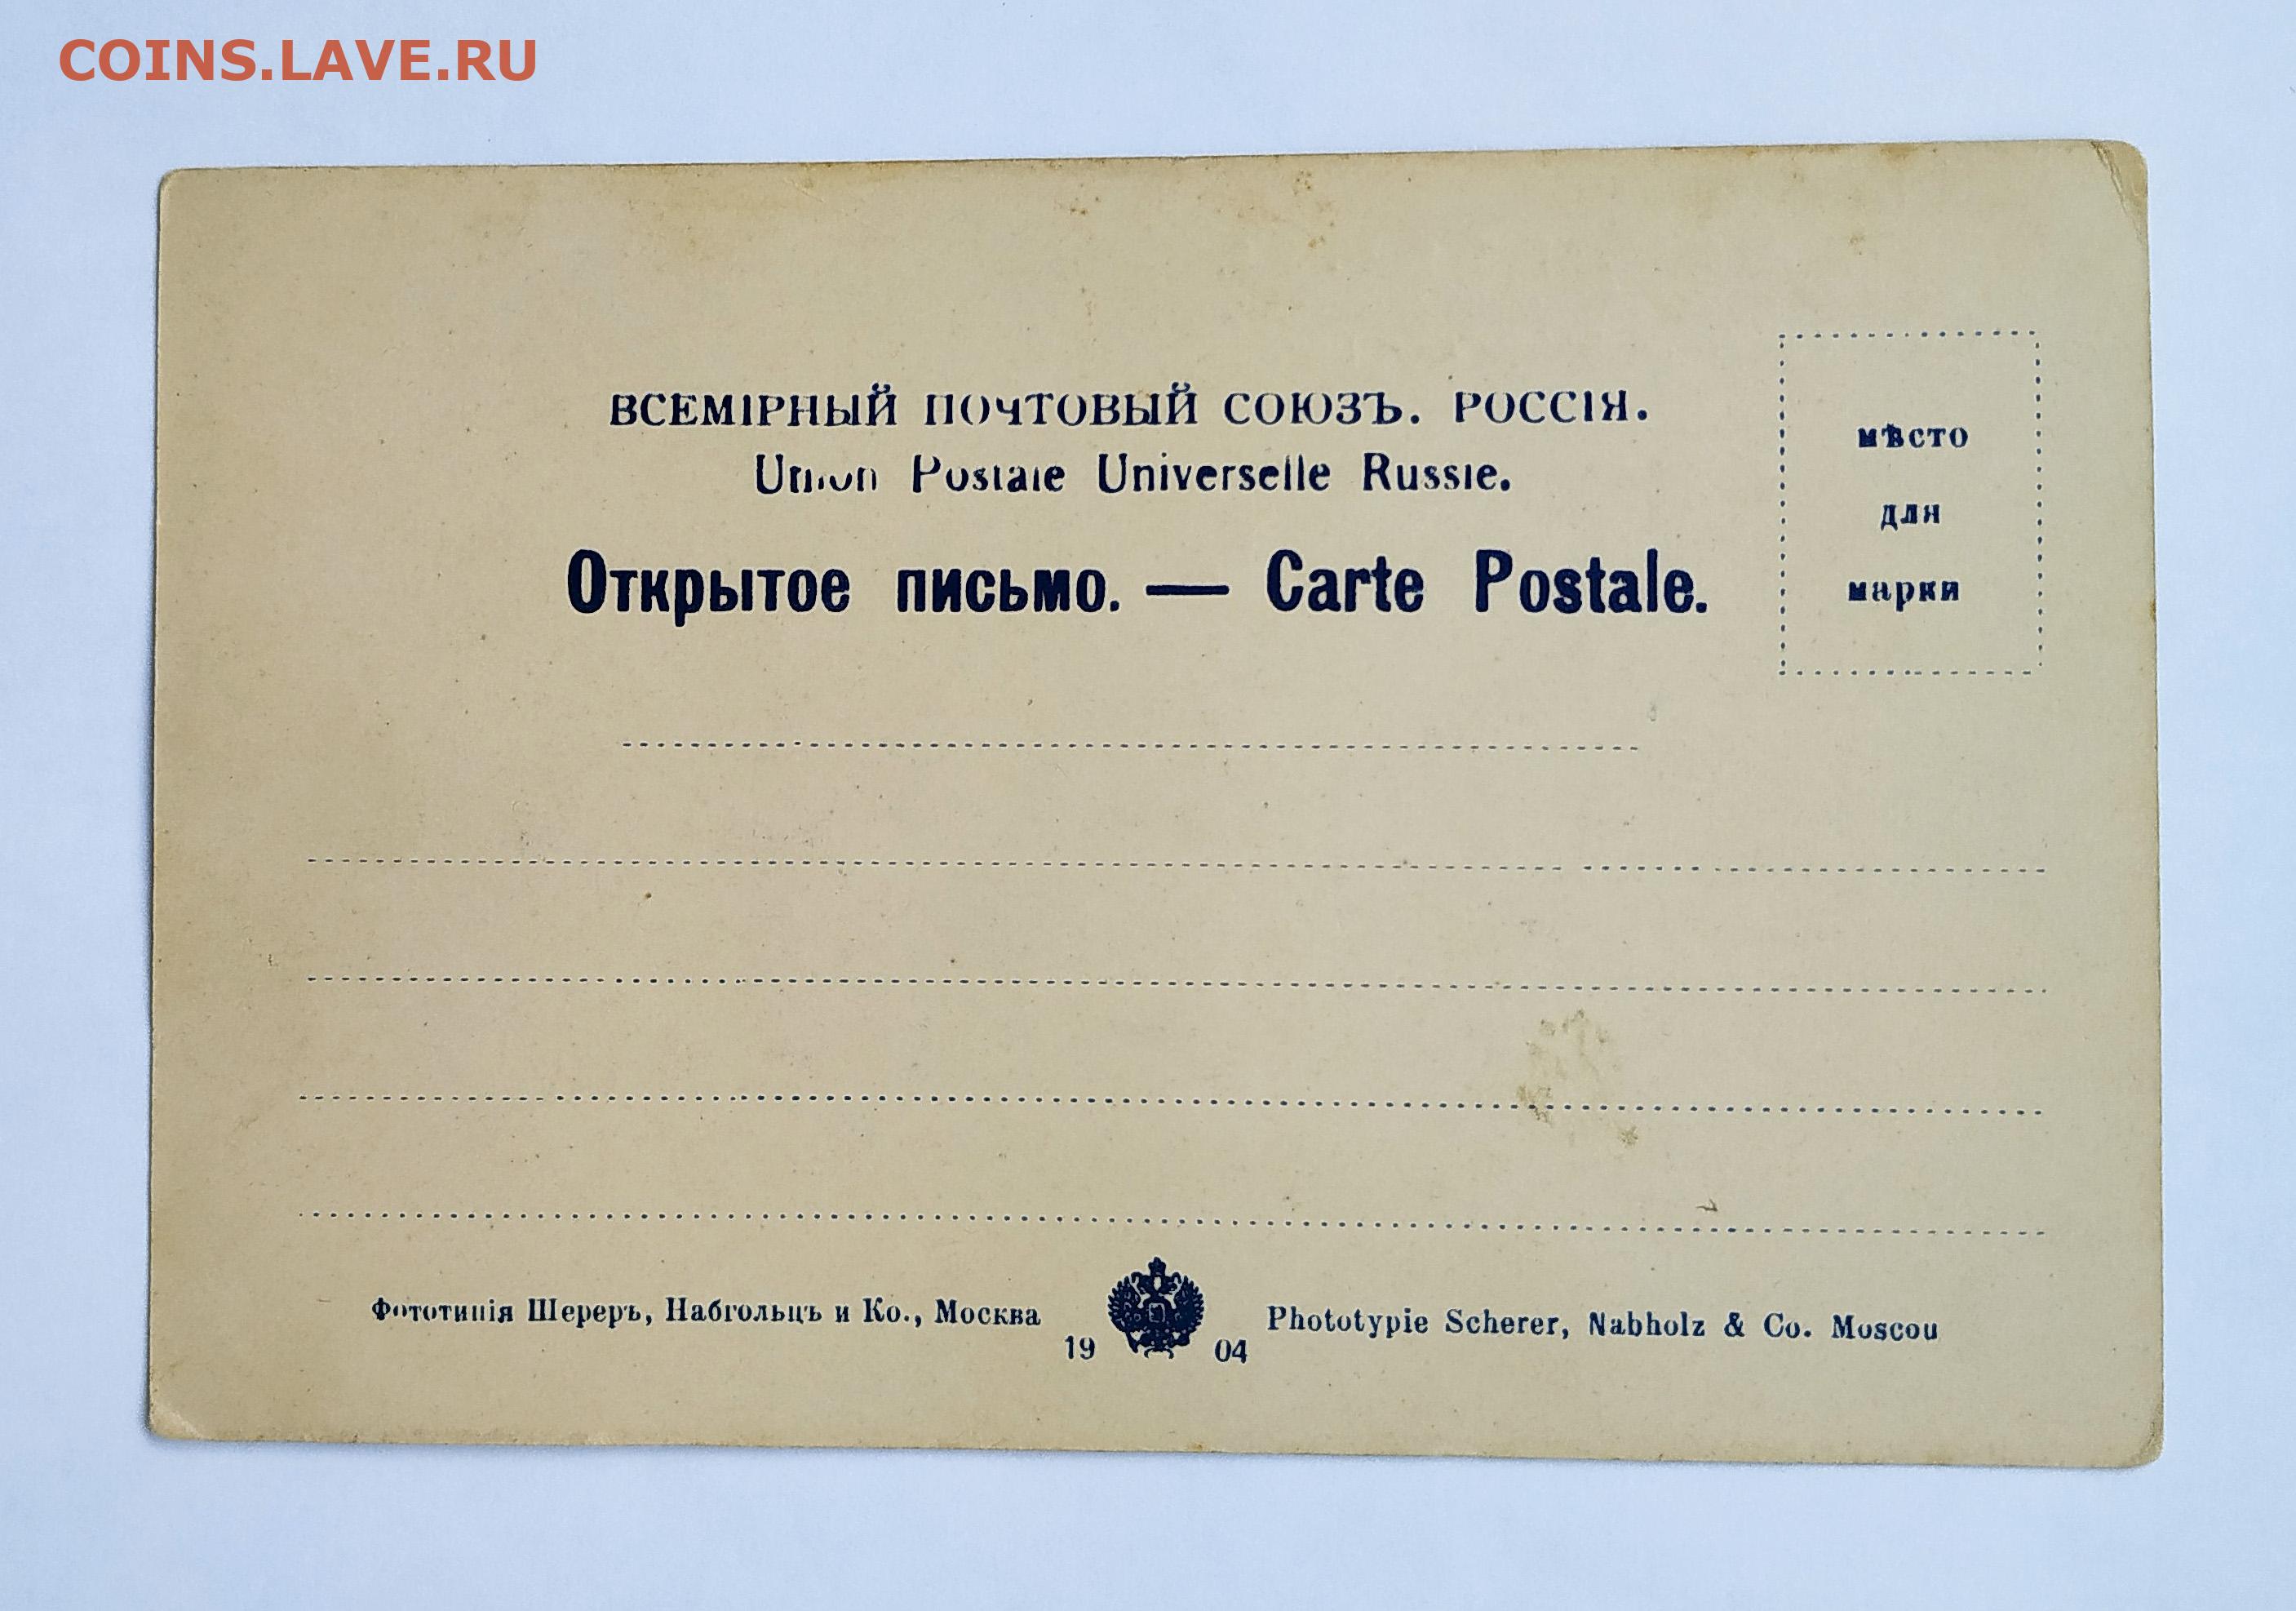 COINS.LAVE.RU
ВСЕМІРНЫЙ ПОЧТОВЫЙ СОЮЗЪ. РОССІЯ.
Union Postale Universelle Russie.
Открытое письмо. — Carte Postale.
мѣсто
для
марки
Фототипія Шереръ, Набгольцъ и Ко., Москва
19 04
Phototypie Scherer, Nabholz & Co. Moscou